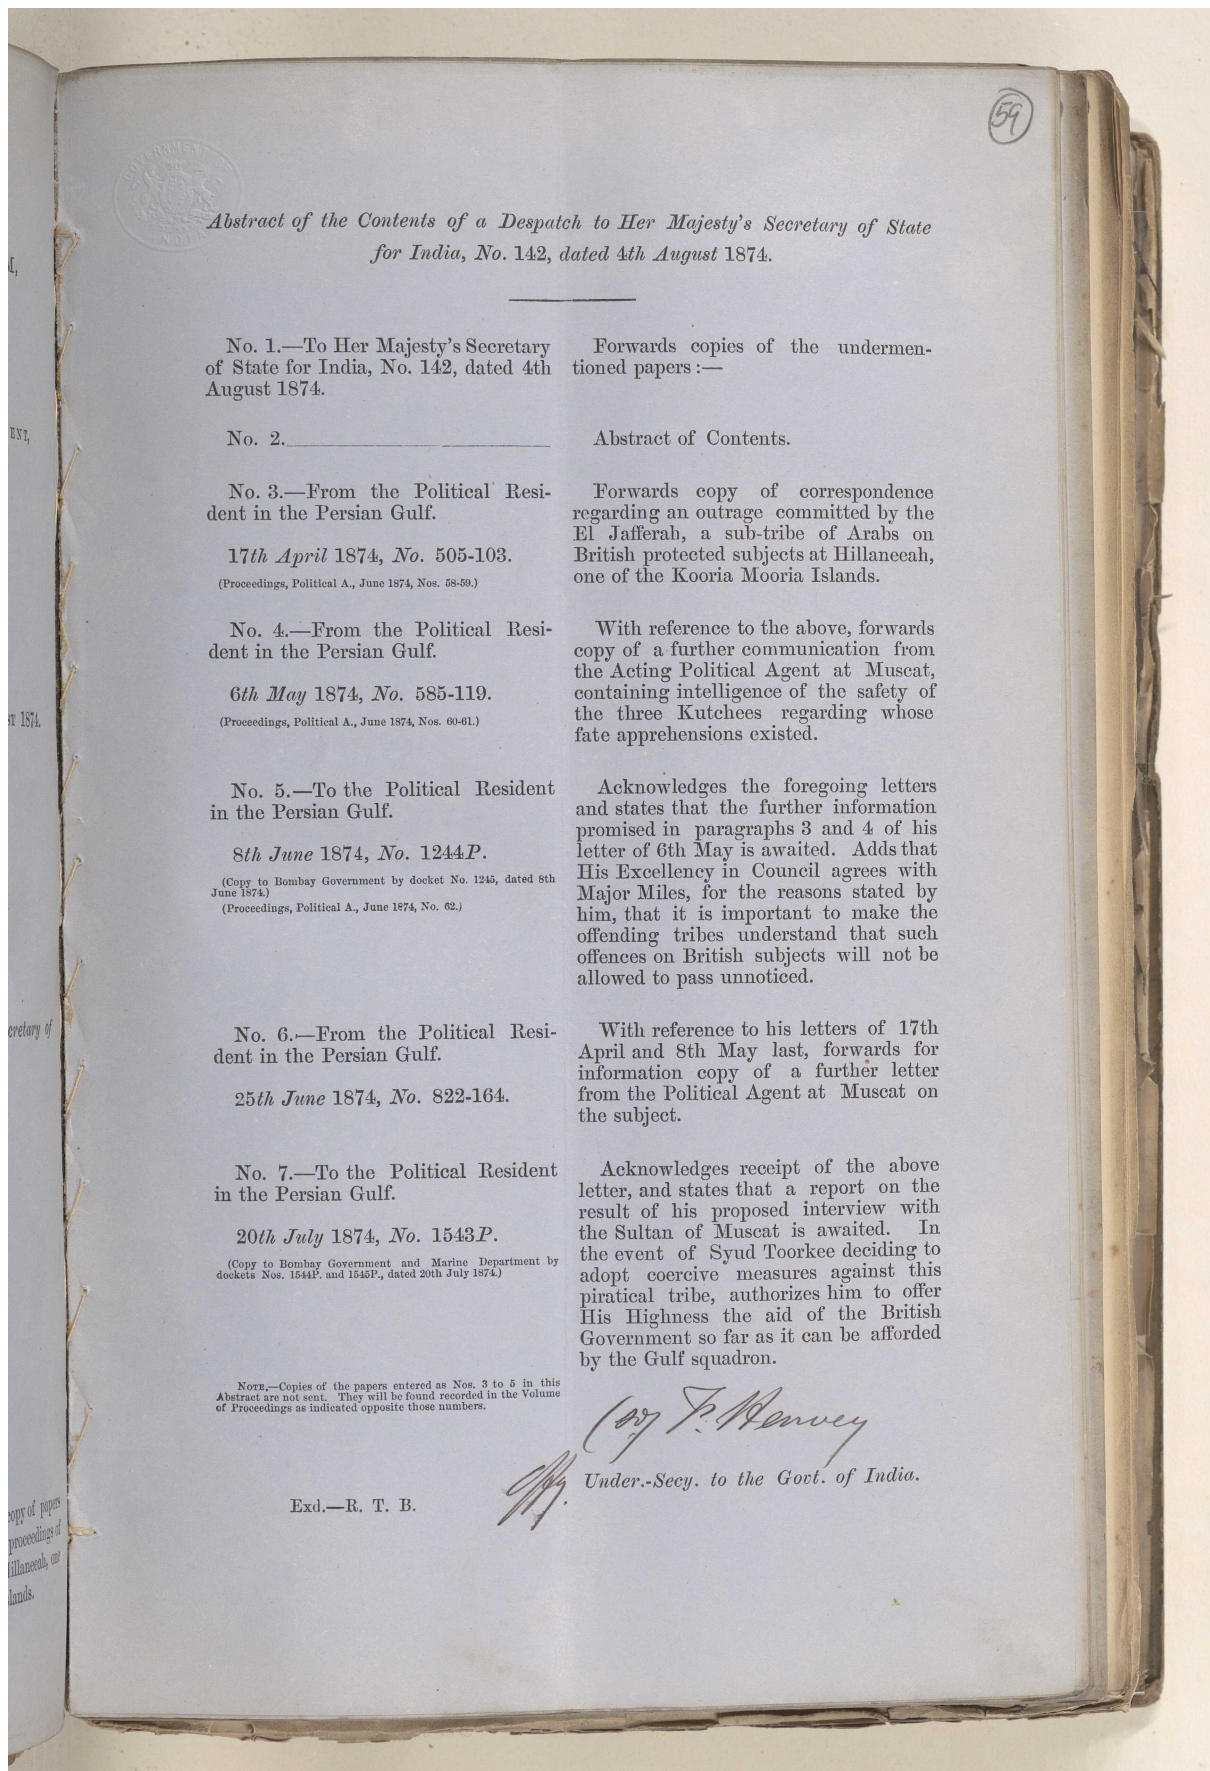 59
Abstract of the Contents of a Despatch to Her Majesty's Secretary of State
for India, No. 142, dated 4th August 1874.
No. 1.—To Her Majesty's Secretary
of State for India, No. 142, dated 4th
August 1874.
Forwards copies of the undermen-
tioned papers :—
No. 2.
Abstract of Contents.
No. 3.—From the Political Resi-
dent in the Persian Gulf.
17th April 1874, No. 505-103.
(Proceedings, Political A., June 1874, Nos. 58-59.)
Forwards copy of correspondence
regarding an outrage committed by the
El Jafferah, a sub-tribe of Arabs on
British protected subjects at Hillaneeah,
one of the Kooria Mooria Islands.
No. 4.—From the Political Resi-
dent in the Persian Gulf.
6th May 1874, No. 585-119.
(Proceedings, Political A., June 1874, Nos. 60-61.)
With reference to the above, forwards
copy of a further communication from
the Acting Political Agent at Muscat,
containing intelligence of the safety of
the three Kutchees regarding whose
fate apprehensions existed.
No. 5.—To the Political Resident
in the Persian Gulf.
8th June 1874, No. 1244P.
(Copy to Bombay Government by docket No. 1245, dated 8th
June 1874.)
(Proceedings, Political A., June 1874, No. 62.)
Acknowledges the foregoing letters
and states that the further information
promised in paragraphs 3 and 4 of his
letter of 6th May is awaited. Adds that
His Excellency in Council agrees with
Major Miles, for the reasons stated by
him, that it is important to make the
offending tribes understand that such
offences on British subjects will not be
allowed to pass unnoticed.
No. 6.—From the Political Resi-
dent in the Persian Gulf.
25th June 1874, No. 822-164.
With reference to his letters of 17th
April and 8th May last, forwards for
information copy of a further letter
from the Political Agent at Muscat on
the subject.
No. 7.—To the Political Resident
in the Persian Gulf.
20th July 1874, No. 1543P.
(Copy to Bombay Government and Marine Department by
dockets Nos. 1544P. and 1545P., dated 20th July 1874.)
Acknowledges receipt of the above
letter, and states that a report on the
result of his proposed interview with
the Sultan of Muscat is awaited. In
the event of Syud Toorkee deciding to
adopt coercive measures against this
piratical tribe, authorizes him to offer
His Highness the aid of the British
Government so far as it can be afforded
by the Gulf squadron.
NOTE.—Copies of the papers entered as Nos. 3 to 5 in this
Abstract are not sent. They will be found recorded in the Volume
of Proceedings as indicated opposite those numbers.
(Sd) F. Henvey
Under.-Secy. to the Govt. of India.
Exd.—R. T. B.
ENT,
1874.
cretary of
copy of papers
proceedings of
illaneeah, one
lands.